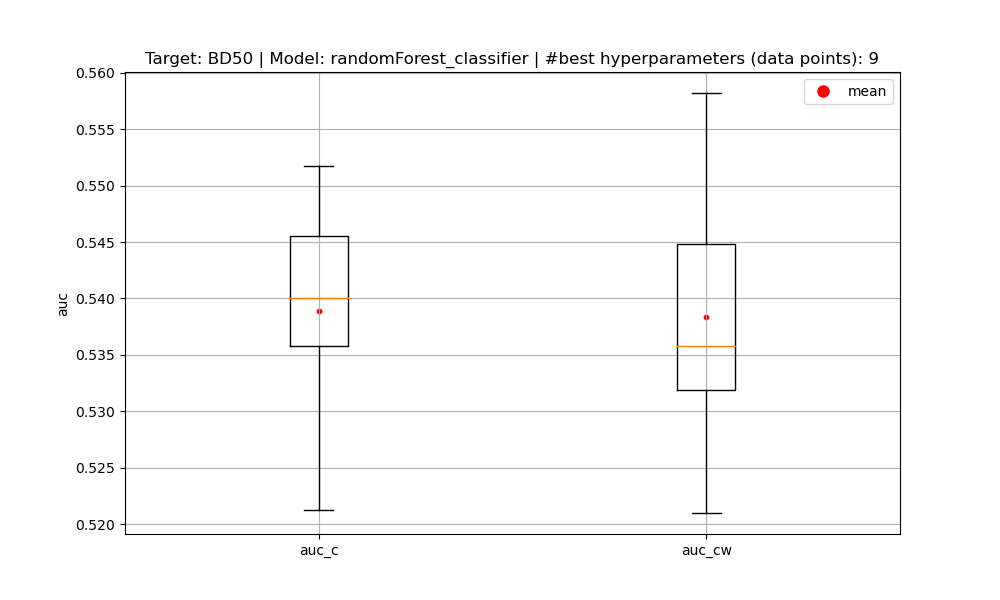 Target: BD50 | Model: randomForest_classifier | #best hyperparameters (data points): 9
mean
auc
0.560
0.555
0.550
0.545
0.540
0.535
0.530
0.525
0.520
auc_c
auc_cw